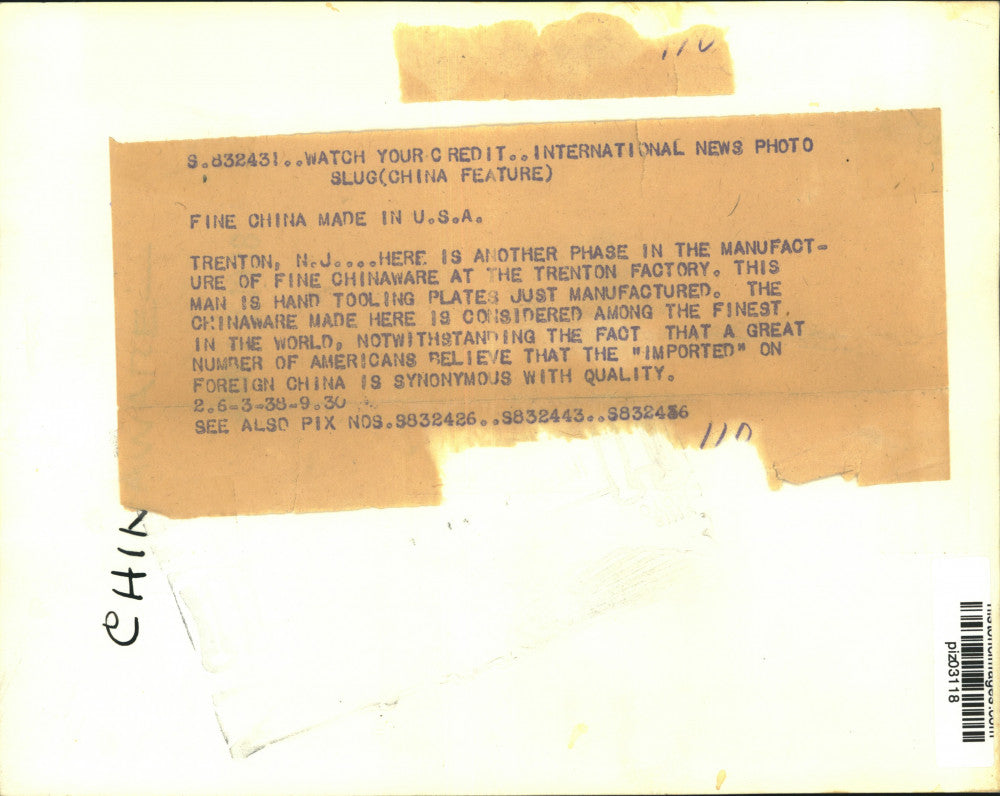 110
S.832431..WATCH YOUR CREDIT..INTERNATIONAL NEWS PHOTO
SLUG(CHINA FEATURE)
FINE CHINA MADE IN U.S.A.
TRENTON, N.J....HERE IS ANOTHER PHASE IN THE MANUFACT-
URE OF FINE CHINAWARE AT THE TRENTON FACTORY. THIS
MAN IS HAND TOOLING PLATES JUST MANUFACTURED. THE
CHINAWARE MADE HERE IS CONSIDERED AMONG THE FINEST
IN THE WORLD, NOTWITHSTANDING THE FACT THAT A GREAT
NUMBER OF AMERICANS BELIEVE THAT THE "IMPORTED" ON
FOREIGN CHINA IS SYNONYMOUS WITH QUALITY.
2.6-3-38-9.30
SEE ALSO PIX NOS.S832426..S832443..S832436
110
CHIN
piz03118